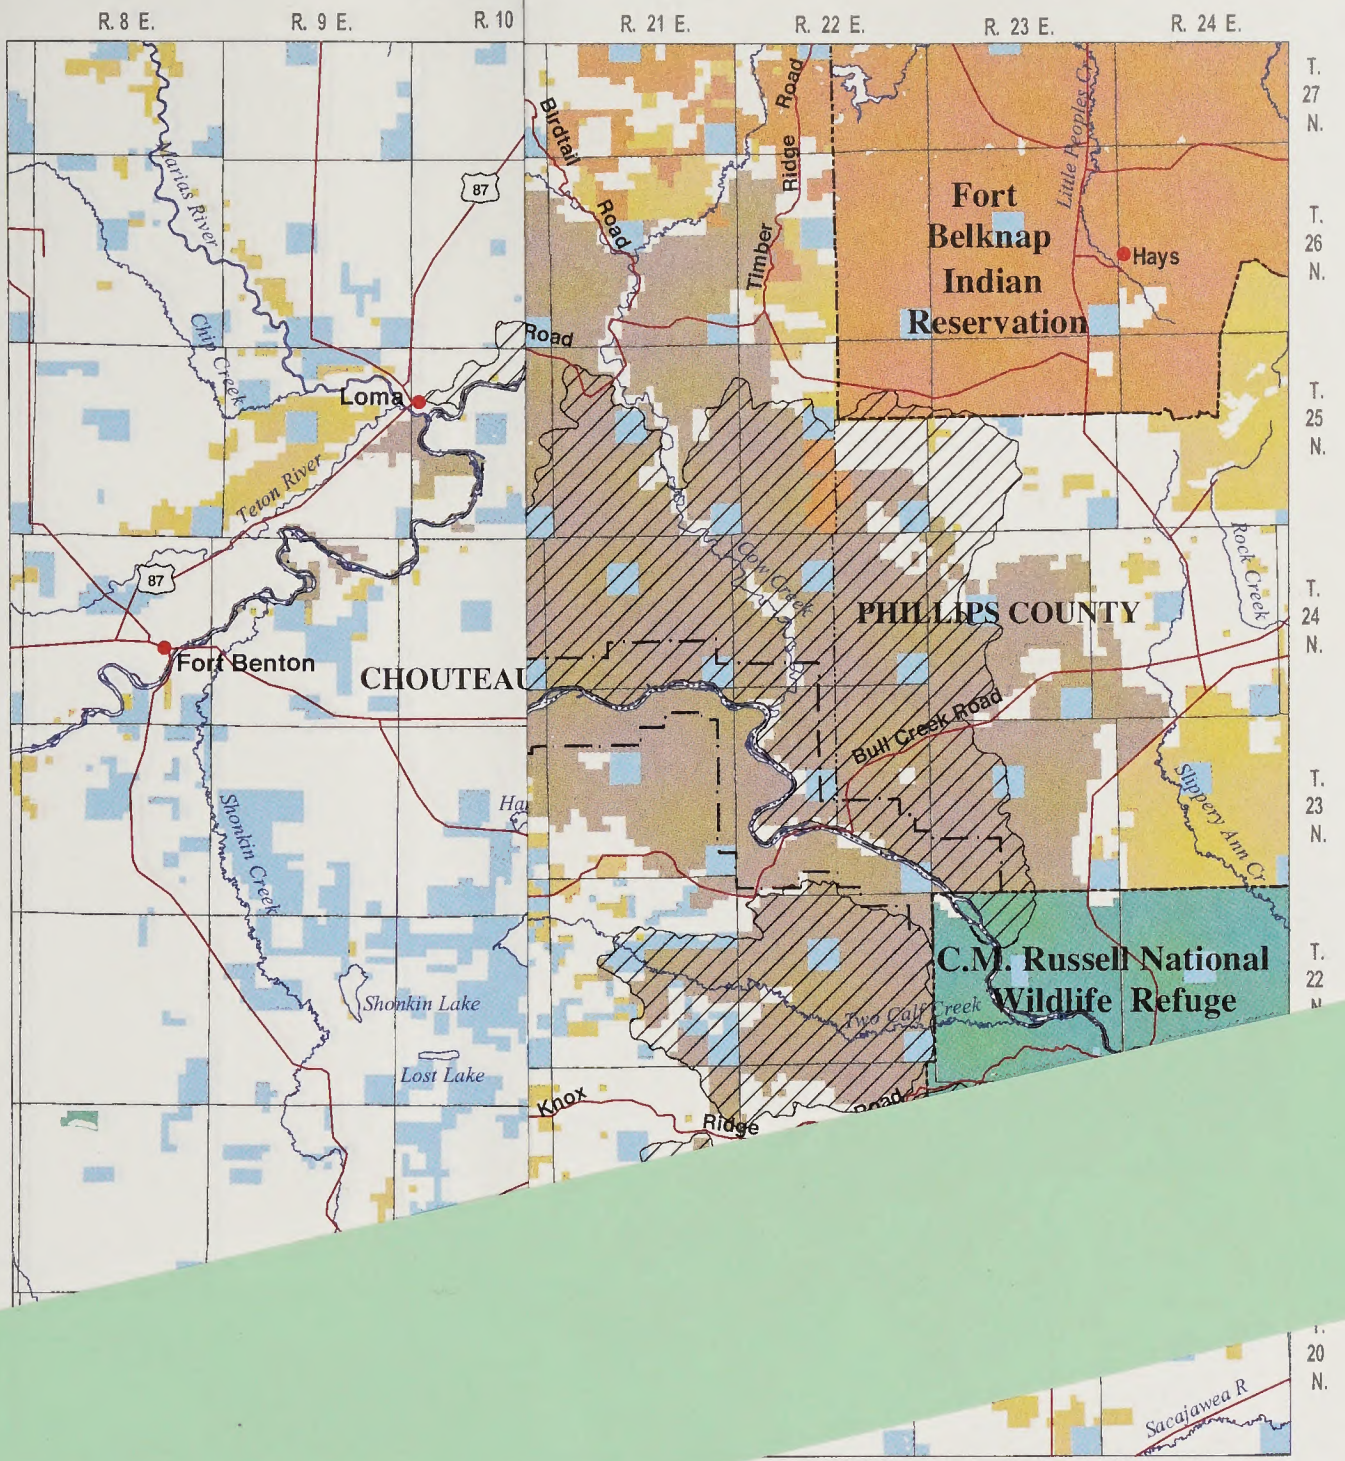 R. 8 E. R. 9 E. R. 10 R. 21 E. R. 22 E. R. 23 E. R. 24 E.
T.
27
N.
Birdtail
Road
Ridge
Road
Timber
Little Peoples Cr
87
Marias River
Fort
Belknap
Indian
Reservation
Hays
T.
26
N.
Chip Creek
Road
Loma
T.
25
N.
Teton River
Rock Creek
87
Cow Creek
PHILLIPS COUNTY
T.
24
N.
Fort Benton
CHOUTEAU
Bull Creek Road
Slippery Ann Cr
T.
23
N.
Ha
Shonkin Creek
C.M. Russell National
Wildlife Refuge
T.
22
N
Shonkin Lake
Two Calf Creek
Lost Lake
Knox
Ridge
Road
T.
20
N.
Sacajawea R